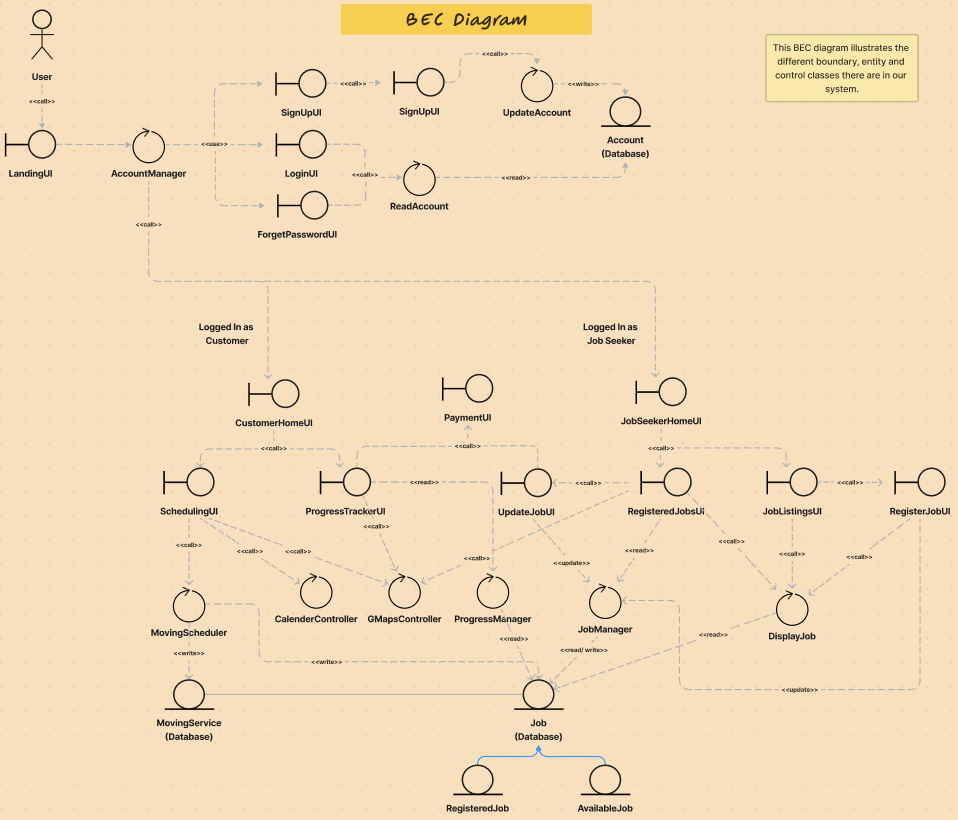 BEC Diagram
This BEC diagram illustrates the
different boundary, entity and
control classes there are in our
system.
User
<<call>>
LandingUI
AccountManager
<<use>>
<<call>>
SignUpUI
<<call>>
SignUpUI
<<call>>
UpdateAccount
<<write>>
Account
(Database)
LoginUI
<<call>>
ReadAccount
<<read>>
ForgetPasswordUI
Logged In as
Customer
Logged In as
Job Seeker
CustomerHomeUI
PaymentUI
JobSeekerHomeUI
<<call>>
<<call>>
<<call>>
SchedulingUI
ProgressTrackerUI
<<read>>
UpdateJobUI
<<call>>
RegisteredJobsUi
JobListingsUI
<<call>>
RegisterJobUI
<<call>>
<<call>>
<<call>>
<<call>>
<<call>>
<<update>>
<<read>>
<<call>>
<<call>>
<<call>>
MovingScheduler
CalenderController
GMapsController
ProgressManager
JobManager
DisplayJob
<<write>>
<<write>>
<<read>>
<<read/ write>>
<<read>>
<<update>>
MovingService
(Database)
Job
(Database)
RegisteredJob
AvailableJob